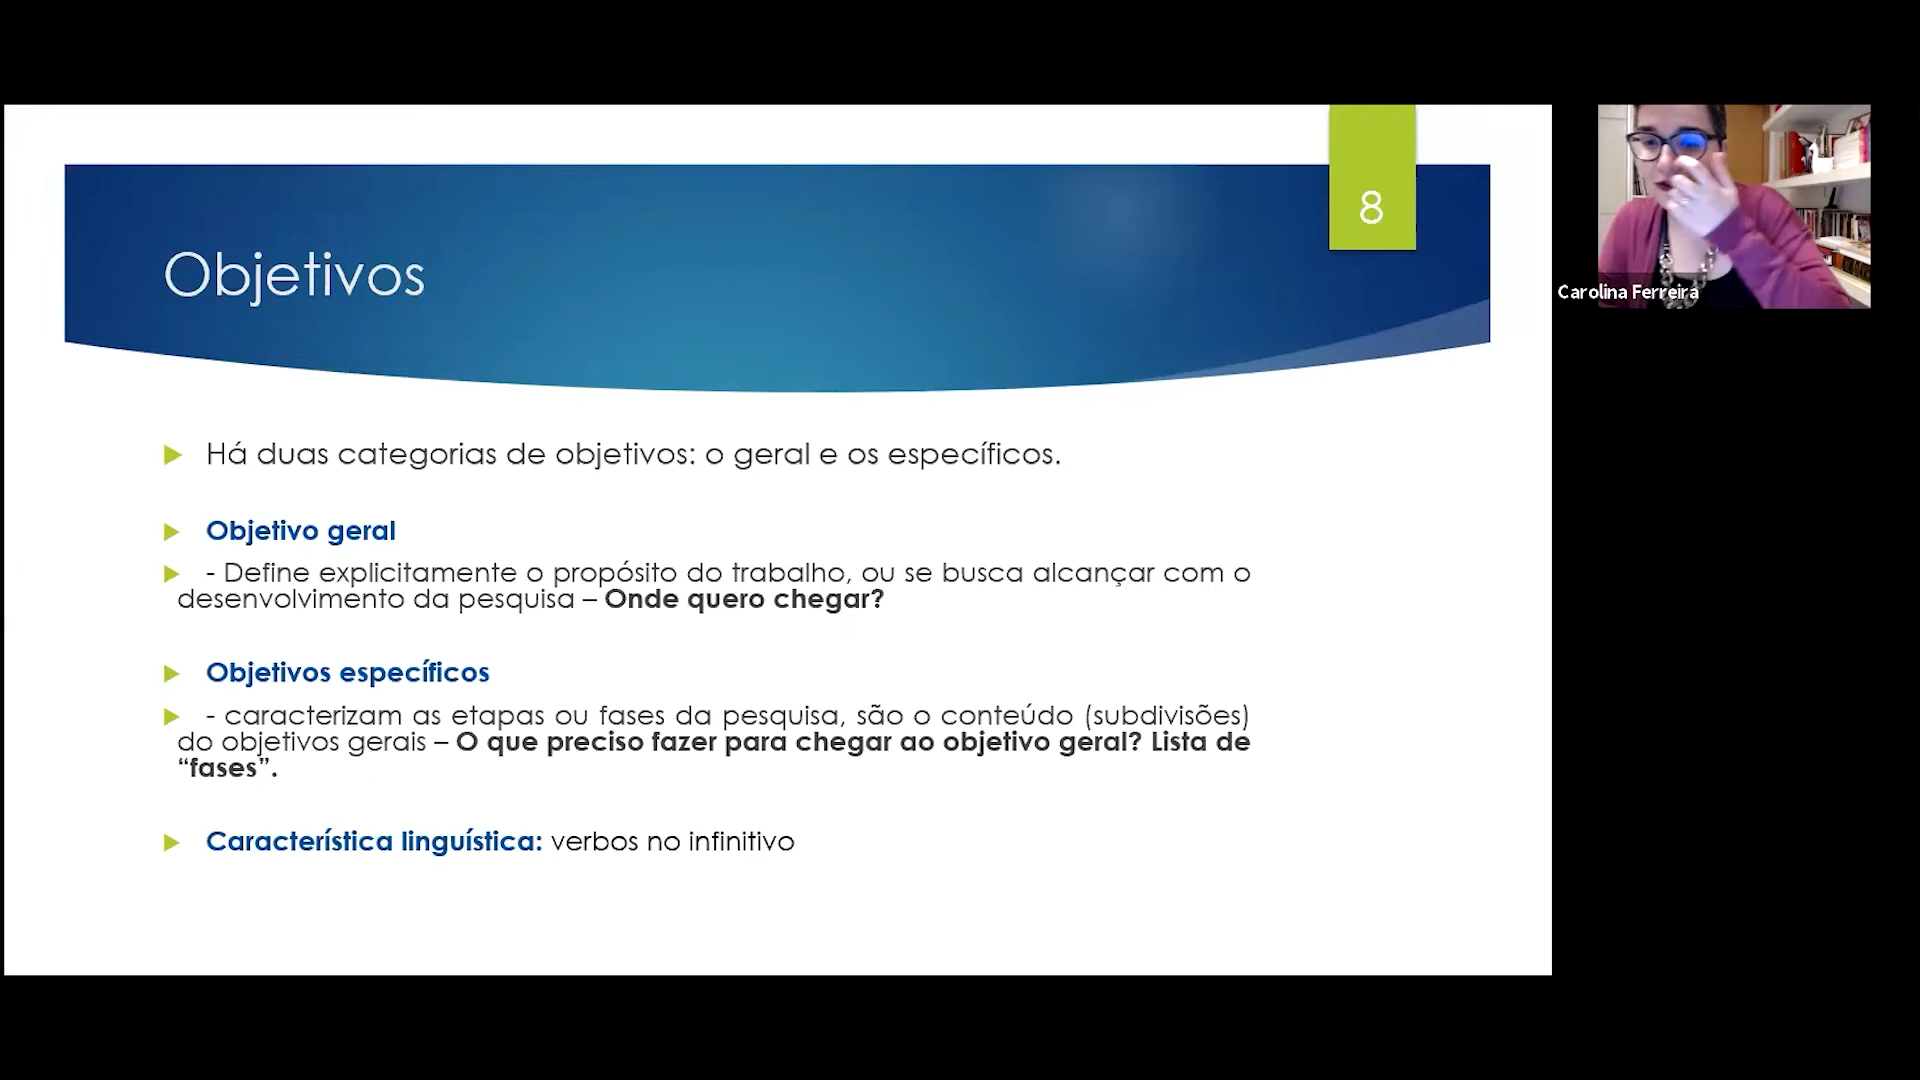 8
Objetivos
Carolina Ferreira
Há duas categorias de objetivos: o geral e os específicos.
Objetivo geral
- Define explicitamente o propósito do trabalho, ou se busca alcançar com o
desenvolvimento da pesquisa – Onde quero chegar?
Objetivos específicos
- caracterizam as etapas ou fases da pesquisa, são o conteúdo (subdivisões)
do objetivos gerais – O que preciso fazer para chegar ao objetivo geral? Lista de
“fases”.
Característica linguística: verbos no infinitivo